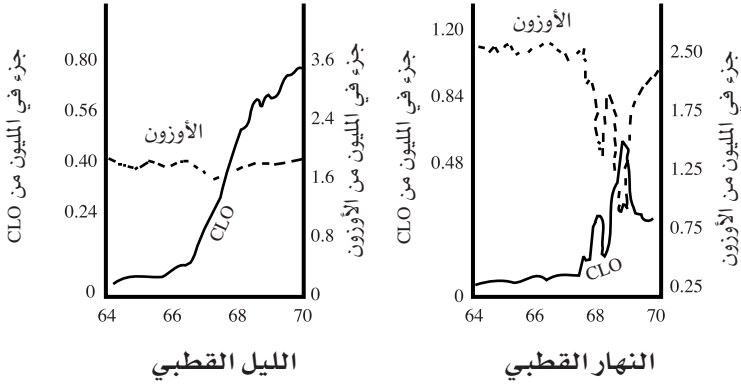 جزء في المليون من CLO
0.80
0.56
0.40
0.24
0
الأوزون
CLO
3.6
2.4
1.6
0.8
0
جزء في المليون من الأوزون
64 66 68 70
الليل القطبي
جزء في المليون من CLO
1.20
0.84
0.48
0
الأوزون
CLO
2.50
1.75
1.25
0.75
0.25
جزء في المليون من الأوزون
64 66 68 70
النهار القطبي